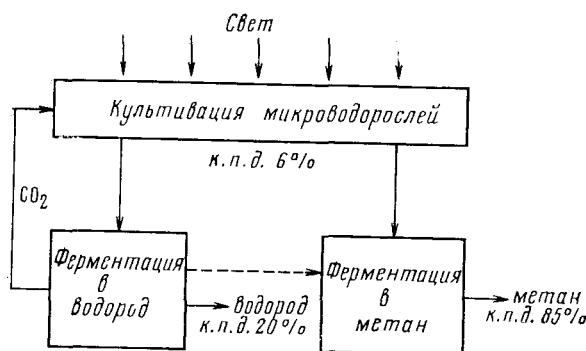 Свет
Культивация микроводорослей
к.п.д. 6%
CO₂
Ферментация
в
водород
водород
к.п.д. 20%
Ферментация
в
метан
метан
к.п.д. 85%